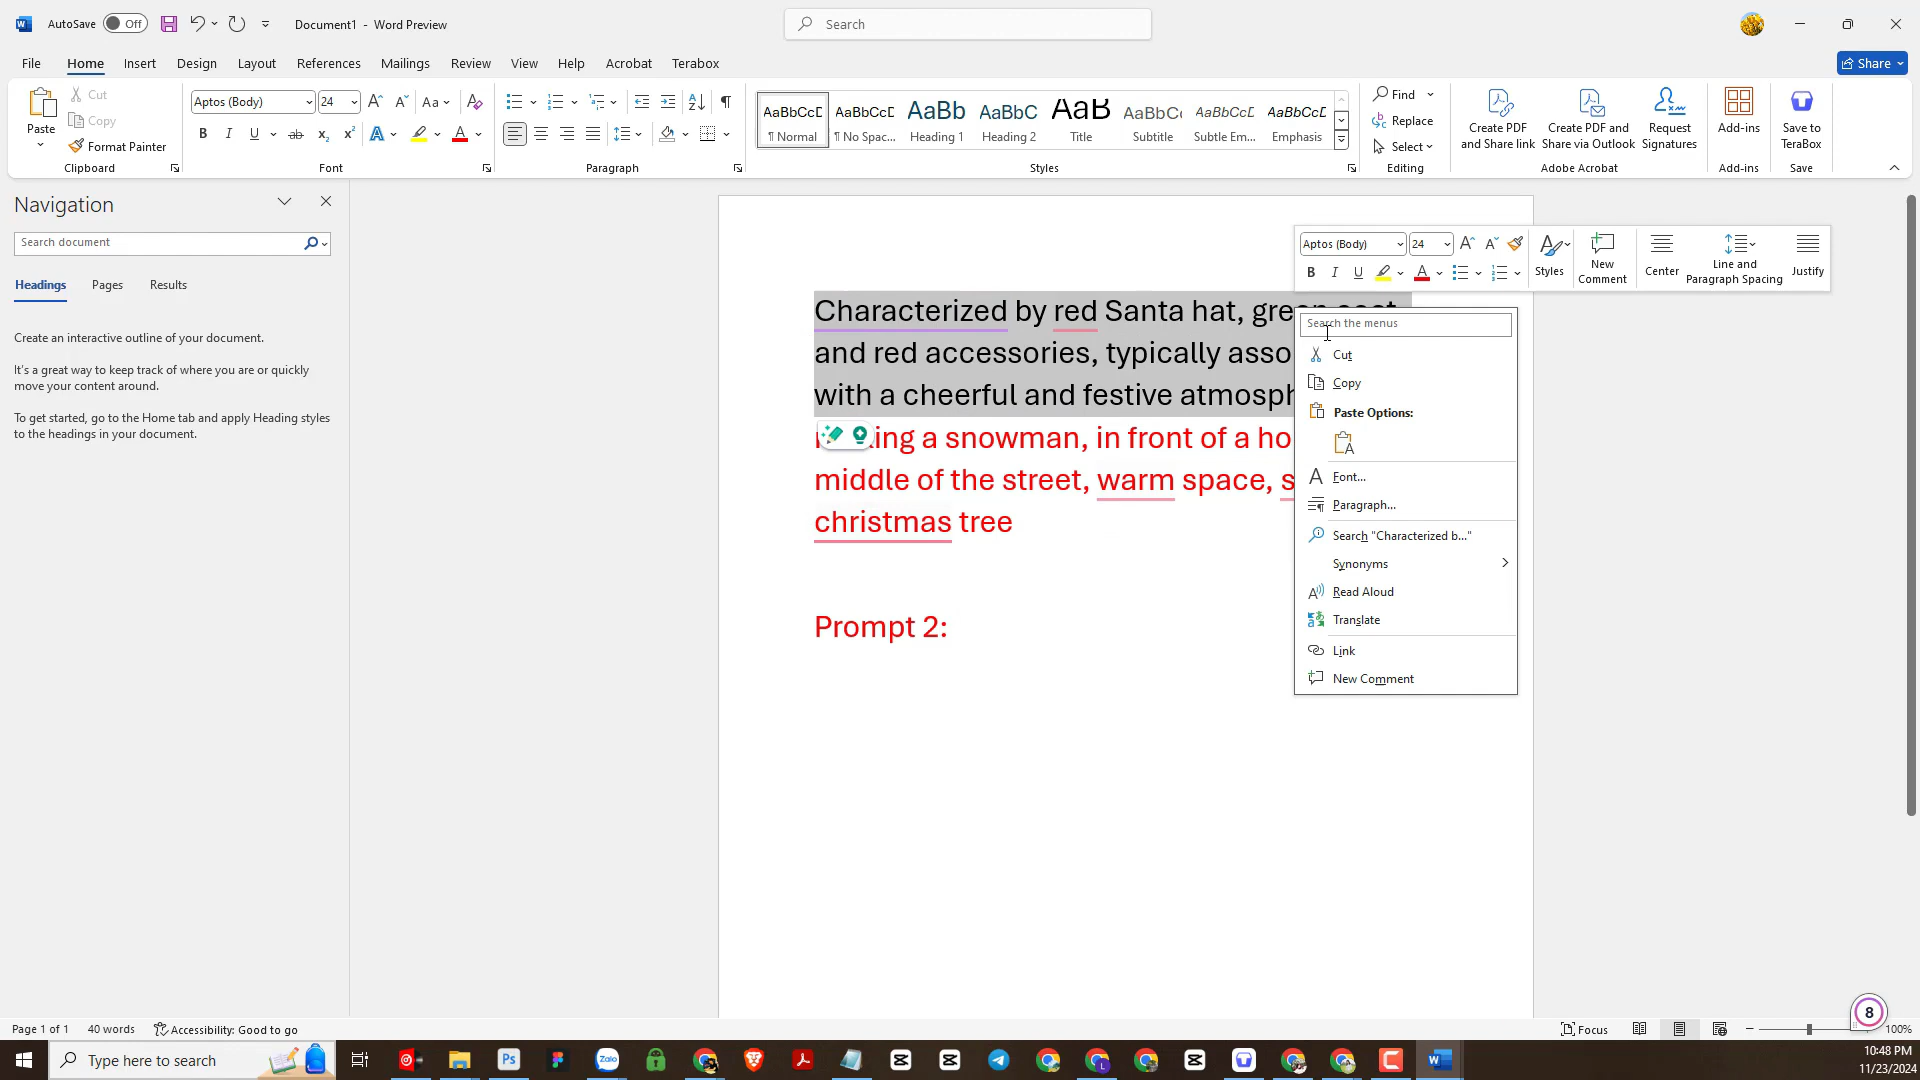 AutoSave Off Document1 - Word Preview Search
File Home Insert Design Layout References Mailings Review View Help Acrobat Terabox Share
Paste Cut Copy Format Painter Clipboard
Aptos (Body) 24 Font
Paragraph
AaBbCcD AaBbCcD AaBb AaBbC AaB AaBbCcD AaBbCcD AaBbCcD
¶ Normal ¶ No Spac... Heading 1 Heading 2 Title Subtitle Subtle Em... Emphasis
Styles
Find Replace Select Editing
Create PDF and Share link
Create PDF and Share via Outlook
Request Signatures
Adobe Acrobat
Add-ins
Add-ins
Save to TeraBox
Save
Navigation
Search document
Headings Pages Results
Create an interactive outline of your document.
It's a great way to keep track of where you are or quickly
move your content around.
To get started, go to the Home tab and apply Heading styles
to the headings in your document.
Aptos (Body) 24
Styles
New Comment
Center
Line and Paragraph Spacing
Justify
Characterized by red Santa hat,
and red accessories, typically
with a cheerful and festive
a snowman, in front of a
middle of the street, warm space,
christmas tree
Prompt 2:
Search the menus
Cut
Copy
Paste Options:
Font...
Paragraph...
Search "Characterized b..."
Synonyms
Read Aloud
Translate
Link
New Comment
8
Page 1 of 1 40 words Accessibility: Good to go Focus 100%
Type here to search
Ps
Zalo
10:48 PM
11/23/2024